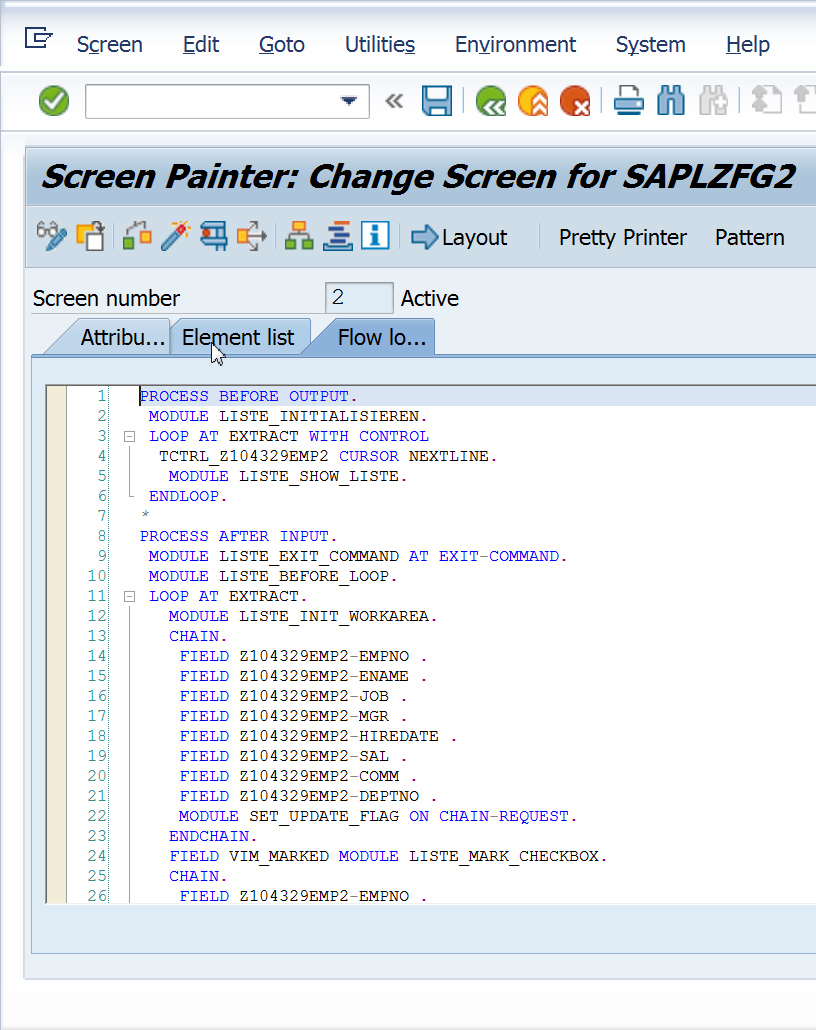 Screen Edit Goto Utilities Environment System Help
Screen Painter: Change Screen for SAPLZFG2
Layout Pretty Printer Pattern
Screen number 2 Active
Attribu... Element list Flow lo...
1 PROCESS BEFORE OUTPUT.
2 MODULE LISTE_INITIALISIEREN.
3 LOOP AT EXTRACT WITH CONTROL
4 TCTRL_Z104329EMP2 CURSOR NEXTLINE.
5 MODULE LISTE_SHOW_LISTE.
6 ENDLOOP.
7 *
8 PROCESS AFTER INPUT.
9 MODULE LISTE_EXIT_COMMAND AT EXIT-COMMAND.
10 MODULE LISTE_BEFORE_LOOP.
11 LOOP AT EXTRACT.
12 MODULE LISTE_INIT_WORKAREA.
13 CHAIN.
14 FIELD Z104329EMP2-EMPNO .
15 FIELD Z104329EMP2-ENAME .
16 FIELD Z104329EMP2-JOB .
17 FIELD Z104329EMP2-MGR .
18 FIELD Z104329EMP2-HIREDATE .
19 FIELD Z104329EMP2-SAL .
20 FIELD Z104329EMP2-COMM .
21 FIELD Z104329EMP2-DEPTNO .
22 MODULE SET_UPDATE_FLAG ON CHAIN-REQUEST.
23 ENDCHAIN.
24 FIELD VIM_MARKED MODULE LISTE_MARK_CHECKBOX.
25 CHAIN.
26 FIELD Z104329EMP2-EMPNO .